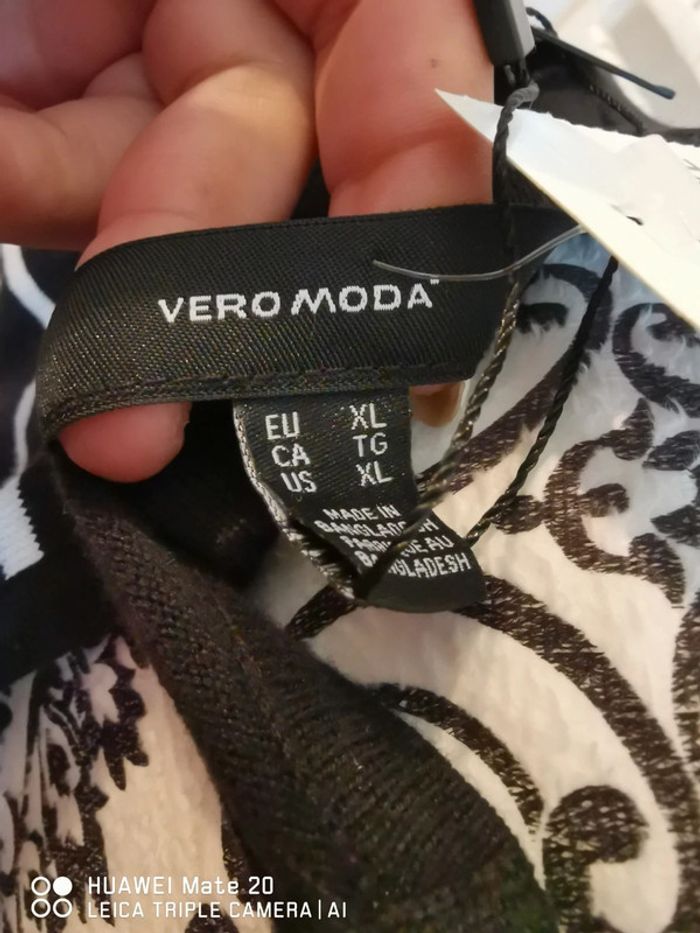 VERO MODA
EU XL
CA TG
US XL
MADE IN
BANGLADESH
AU
BANGLADESH
HUAWEI Mate 20
LEICA TRIPLE CAMERA | AI